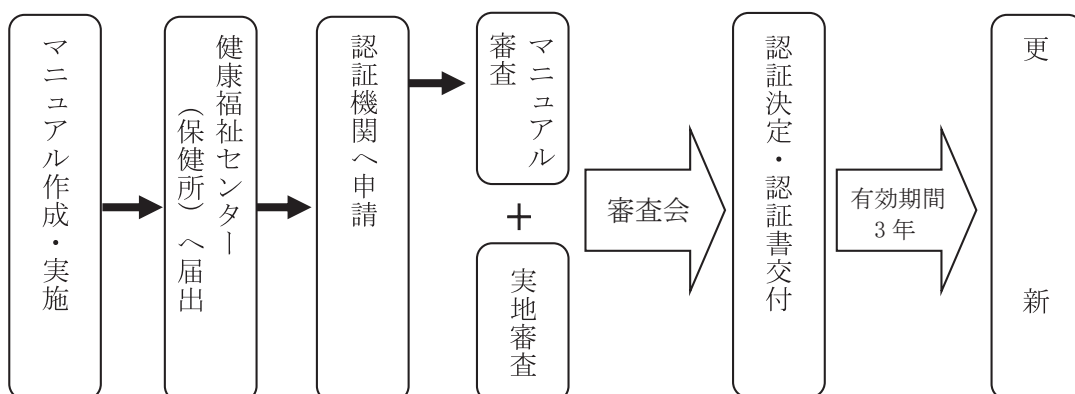 マニュアル作成・実施
健康福祉センター
(保健所)へ届出
認証機関へ申請
マニュアル
審査
+
実地審査
審査会
認証決定・認証書交付
有効期間
3 年
更新